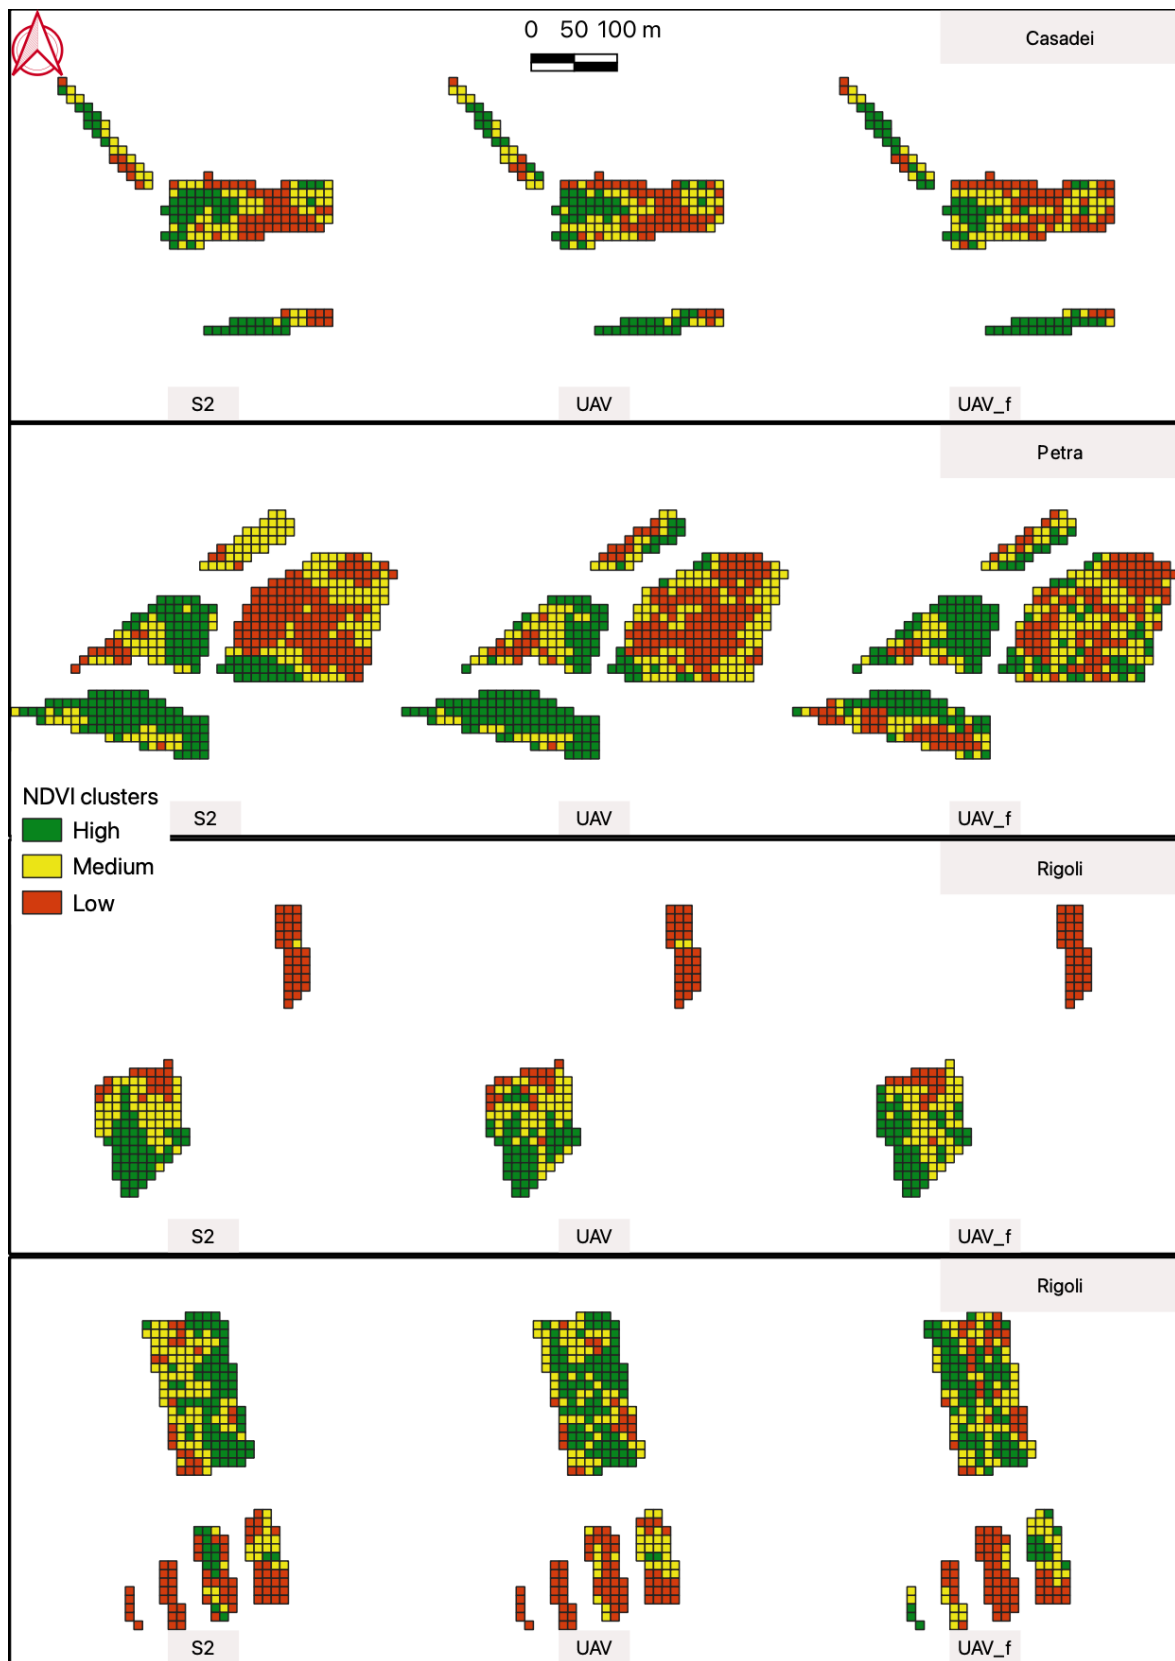 0 50 100 m
Casadei
S2 UAV UAV_f
Petra
NDVI clusters
High
Medium
Low
S2 UAV UAV_f
Rigoli
S2 UAV UAV_f
Rigoli
S2 UAV UAV_f